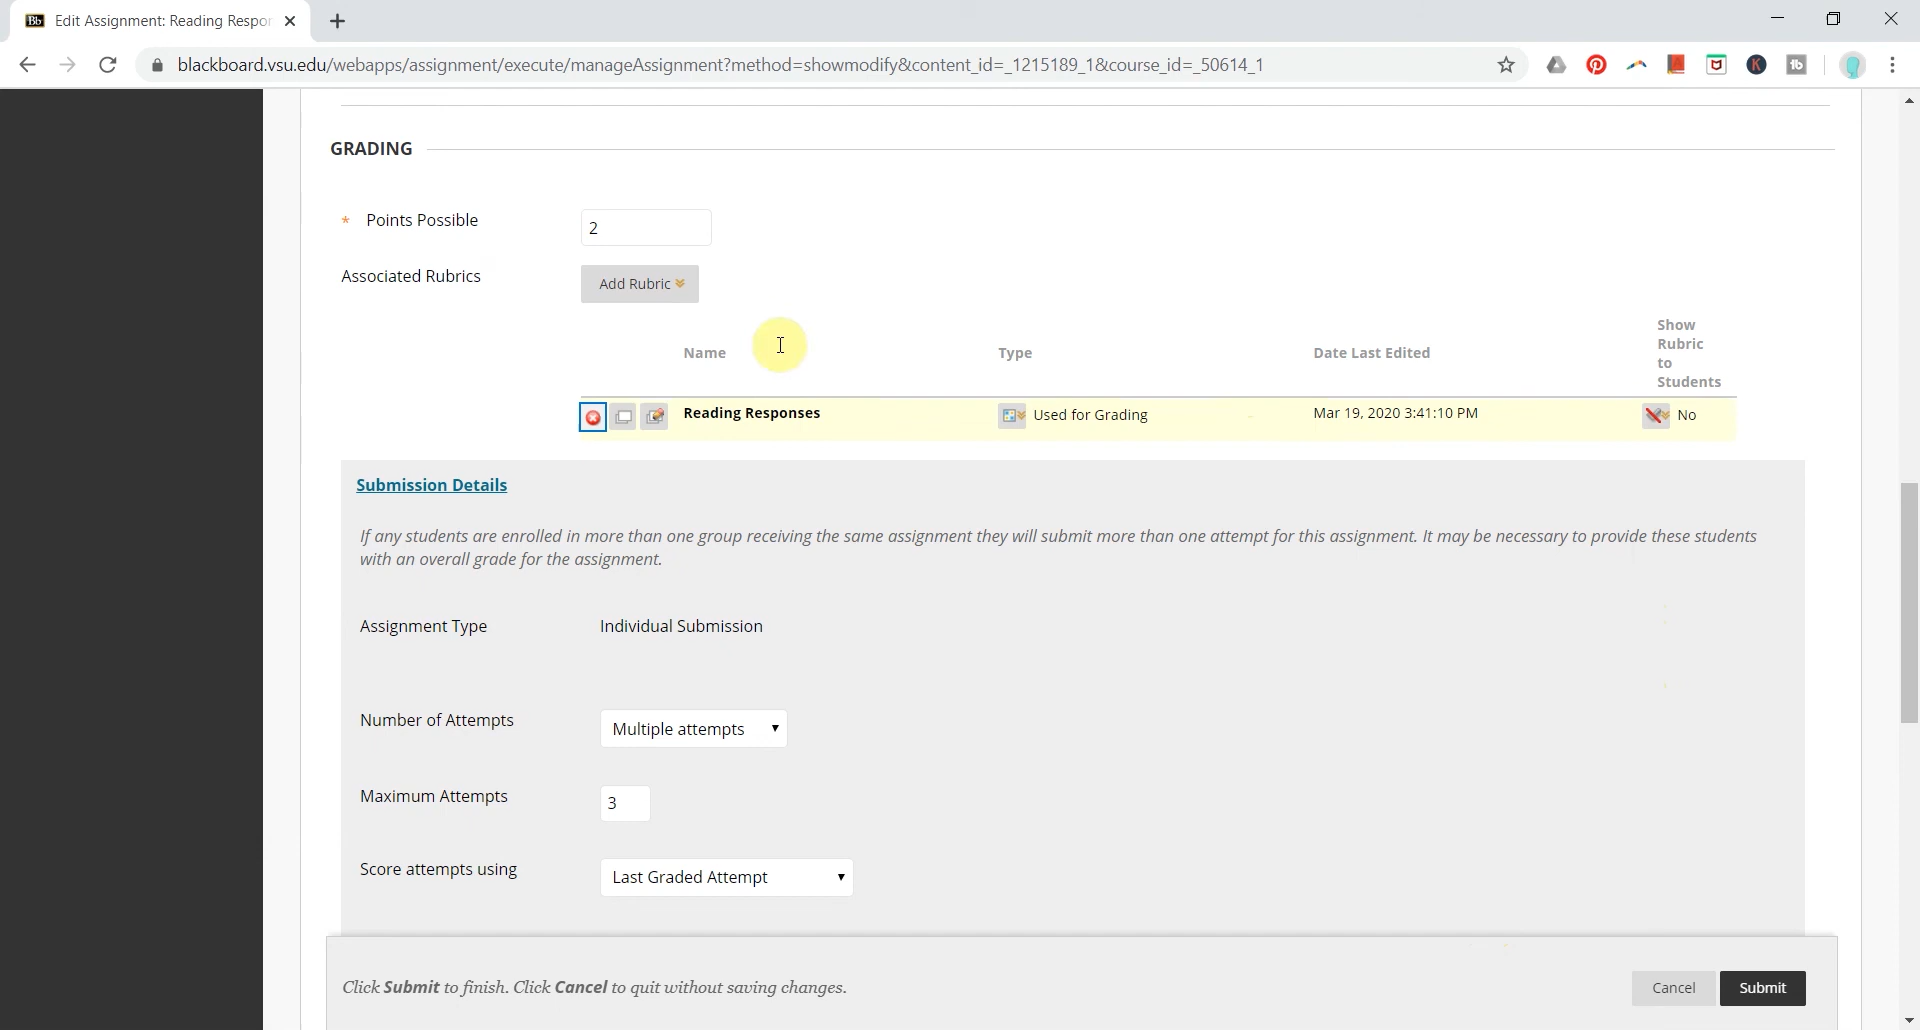 Bb Edit Assignment: Reading Respon
blackboard.vsu.edu/webapps/assignment/execute/manageAssignment?method=showmodify&content_id=_1215189_1&course_id=_50614_1
K
tb
GRADING
* Points Possible
2
Associated Rubrics
Add Rubric
Name
Type
Date Last Edited
Show
Rubric
to
Students
Reading Responses
Used for Grading
Mar 19, 2020 3:41:10 PM
No
Submission Details
If any students are enrolled in more than one group receiving the same assignment they will submit more than one attempt for this assignment. It may be necessary to provide these students
with an overall grade for the assignment.
Assignment Type
Individual Submission
Number of Attempts
Multiple attempts
Maximum Attempts
3
Score attempts using
Last Graded Attempt
Click Submit to finish. Click Cancel to quit without saving changes.
Cancel
Submit